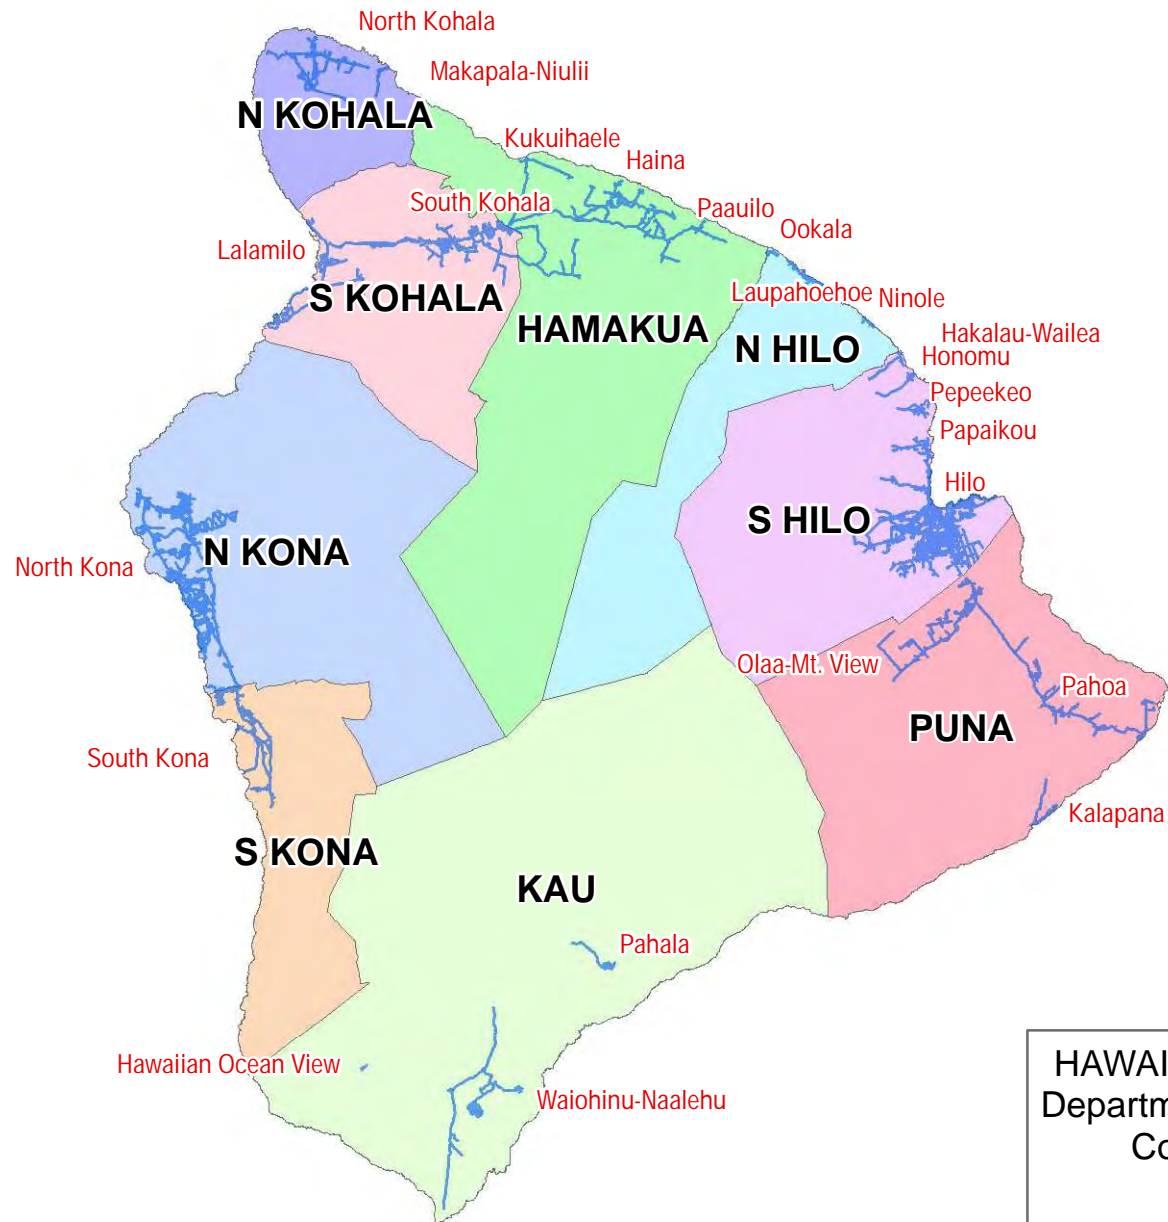 North Kohala
Makapala-Niulii
N KOHALA
Kukuihaele
Haina
South Kohala
Paauilo
Ookala
Lalamilo
Laupahoehoe
Ninole
S KOHALA
HAMAKUA
N HILO
Hakalau-Wailea
Honomu
Pepeekeo
Papaikou
Hilo
S HILO
N KONA
North Kona
Olaa-Mt. View
Pahoa
PUNA
South Kona
Kalapana
S KONA
KAU
Pahala
Hawaiian Ocean View
Waiohinu-Naalehu
HAWAI
Departm
Co